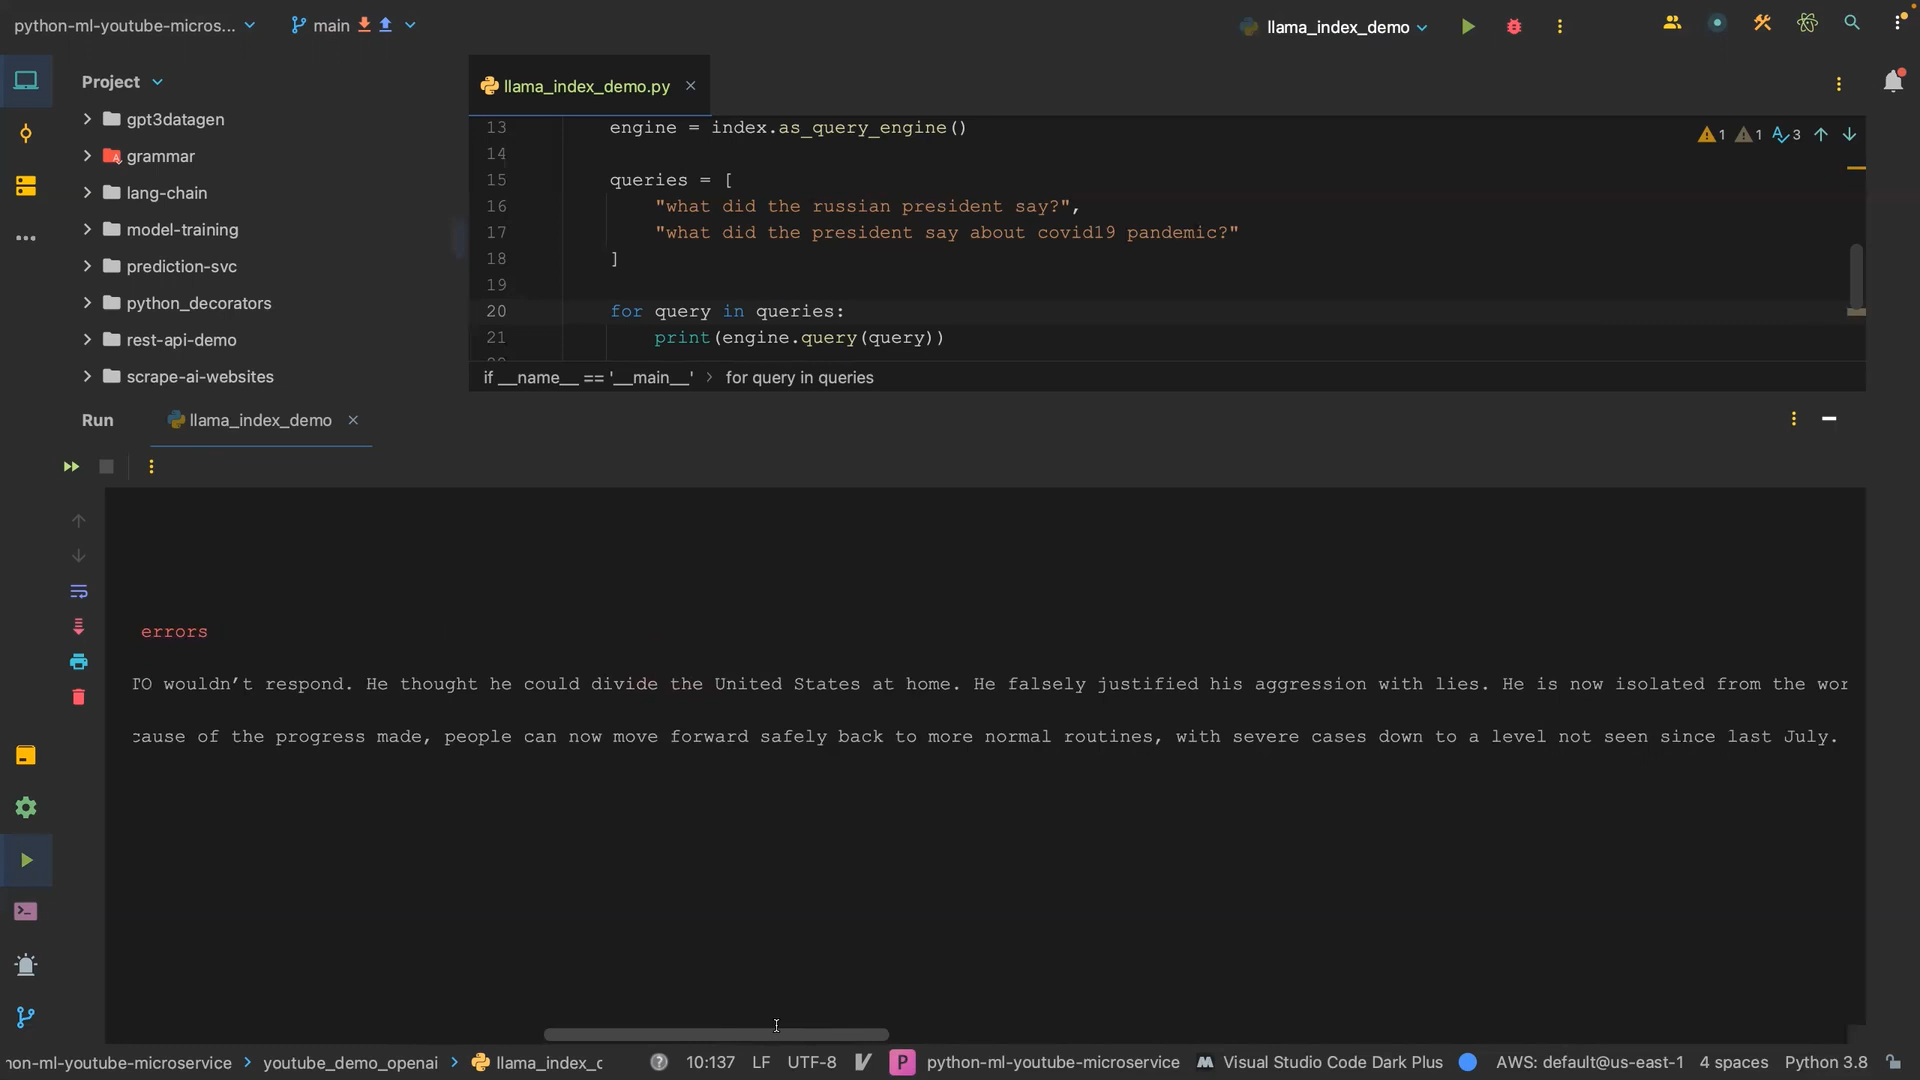 python-ml-youtube-micros...
main
llama_index_demo
Project
gpt3datagen
grammar
lang-chain
model-training
prediction-svc
python_decorators
rest-api-demo
scrape-ai-websites
llama_index_demo.py
1 1 3
13 engine = index.as_query_engine()
14
15 queries = [
16 "what did the russian president say?",
17 "what did the president say about covid19 pandemic?"
18 ]
19
20 for query in queries:
21 print(engine.query(query))
if __name__ == '__main__' > for query in queries
Run
llama_index_demo
errors
TO wouldn’t respond. He thought he could divide the United States at home. He falsely justified his aggression with lies. He is now isolated from the wor
cause of the progress made, people can now move forward safely back to more normal routines, with severe cases down to a level not seen since last July.
hon-ml-youtube-microservice > youtube_demo_openai > llama_index_c
10:137 LF UTF-8 P python-ml-youtube-microservice Visual Studio Code Dark Plus AWS: default@us-east-1 4 spaces Python 3.8